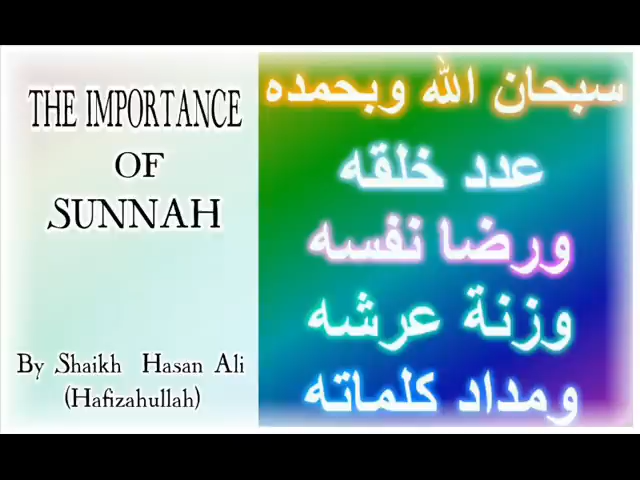 THE IMPORTANCE
OF
SUNNAH
By Shaikh Hasan Ali
(Hafizahullah)
سبحان الله وبحمده
عدد خلقه
ورضا نفسه
وزنة عرشه
ومداد كلماته